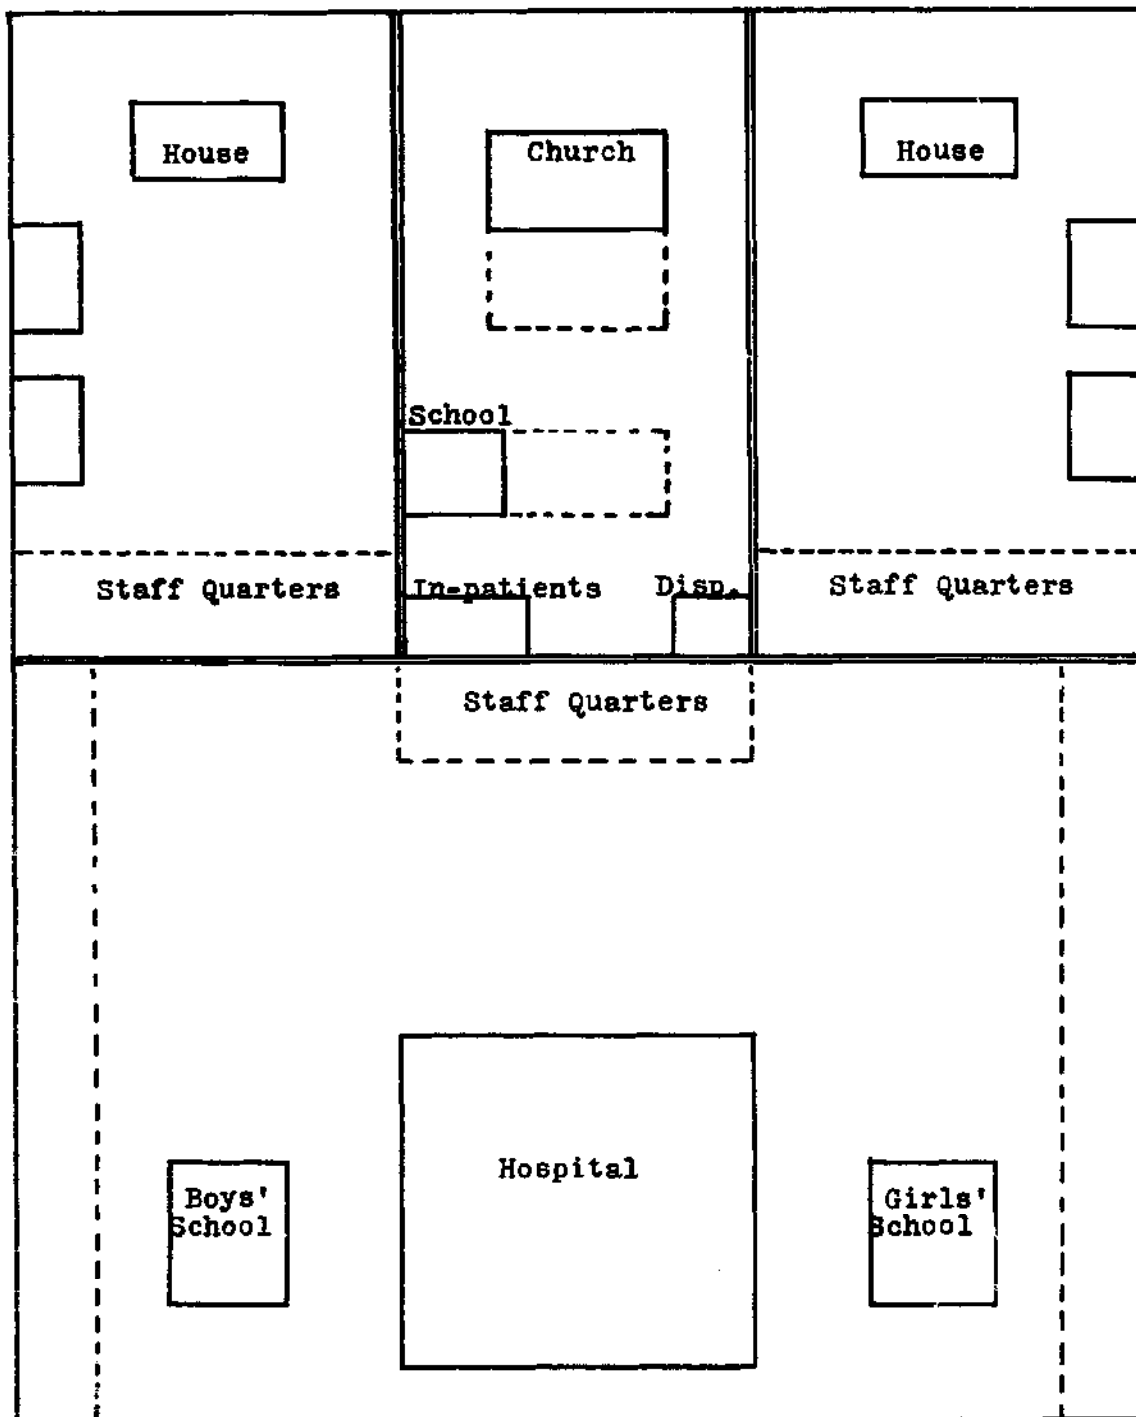 House
Church
House
School
Staff Quarters
In-patients
Disp.
Staff Quarters
Staff Quarters
Hospital
Boys'
School
Girls'
School